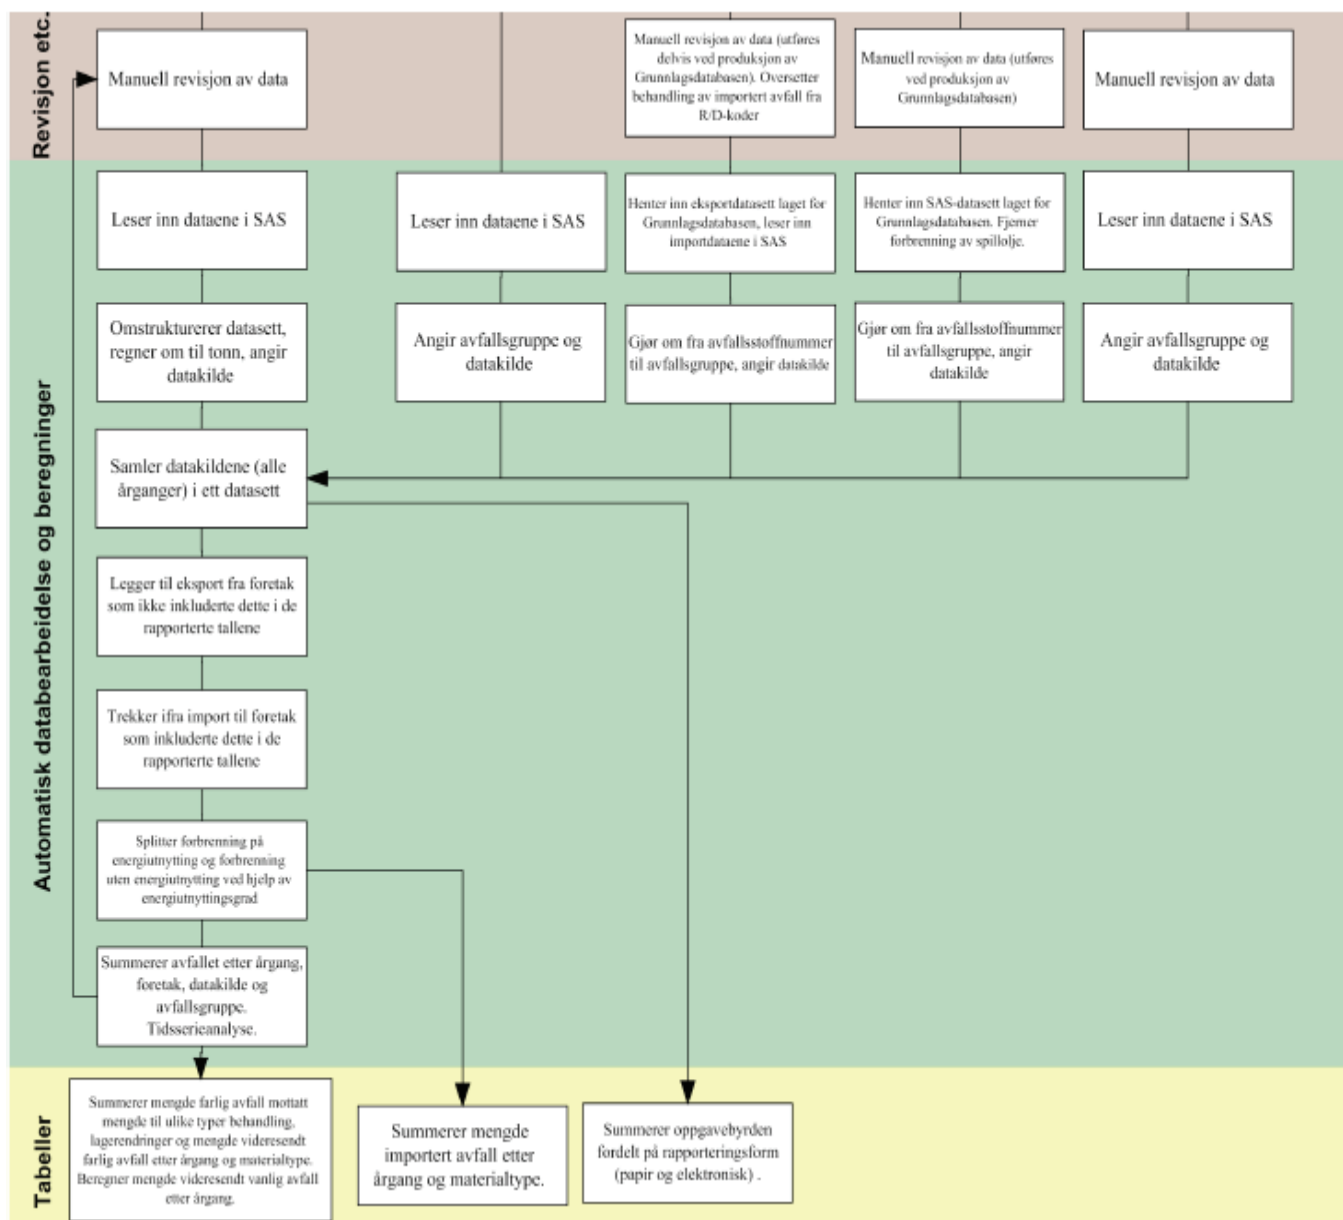 Revisjon etc.
Manuell revisjon av data
Manuell revisjon av data (utføres
delvis ved produksjon av
Grunnlagsdatabasen). Oversetter
behandling av importert avfall fra
R/D-koder
Manuell revisjon av data (utføres
ved produksjon av
Grunnlagsdatabasen)
Manuell revisjon av data
Automatisk databearbeidelse og beregninger
Leser inn dataene i SAS
Leser inn dataene i SAS
Henter inn eksportdatasett laget for
Grunnlagsdatabasen, leser inn
importdataene i SAS
Henter inn SAS-datasett laget for
Grunnlagsdatabasen. Fjerner
forbrenning av spillolje.
Leser inn dataene i SAS
Omstrukturerer datasett,
regner om til tonn, angir
datakilde
Angir avfallsgruppe og
datakilde
Gjør om fra avfallsstoffnummer
til avfallsgruppe, angir datakilde
Gjør om fra avfallsstoffnummer
til avfallsgruppe, angir
datakilde
Angir avfallsgruppe og
datakilde
Samler datakildene (alle
årganger) i ett datasett
Legger til eksport fra foretak
som ikke inkluderte dette i de
rapporterte tallene
Trekker ifra import til foretak
som inkluderte dette i de
rapporterte tallene
Splitter forbrenning på
energiutnytting og forbrenning
uten energiutnytting ved hjelp av
energiutnyttingsgrad
Summerer avfallet etter årgang,
foretak, datakilde og
avfallsgruppe.
Tidsserieanalyse.
Tabeller
Summerer mengde farlig avfall mottatt
mengde til ulike typer behandling,
lagerendringer og mengde videresendt
farlig avfall etter årgang og materialtype.
Beregner mengde videresendt vanlig avfall
etter årgang.
Summerer mengde
importert avfall etter
årgang og materialtype.
Summerer oppgavebyrden
fordelt på rapporteringsform
(papir og elektronisk) .